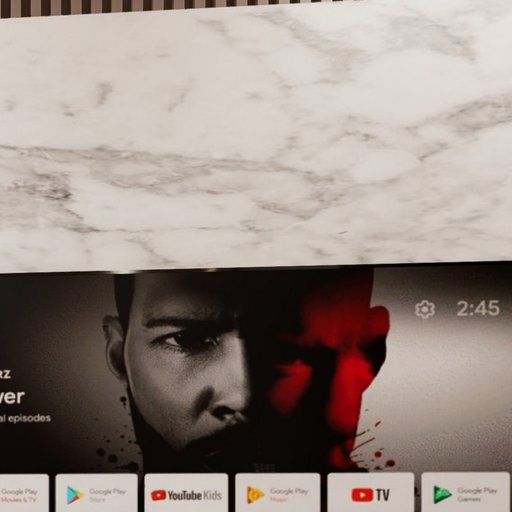 2:45
RZ
ver
al episodes
Google Play
Movies & TV
Google Play
Store
YouTube Kids
Google Play
Music
TV
Google Play
Games